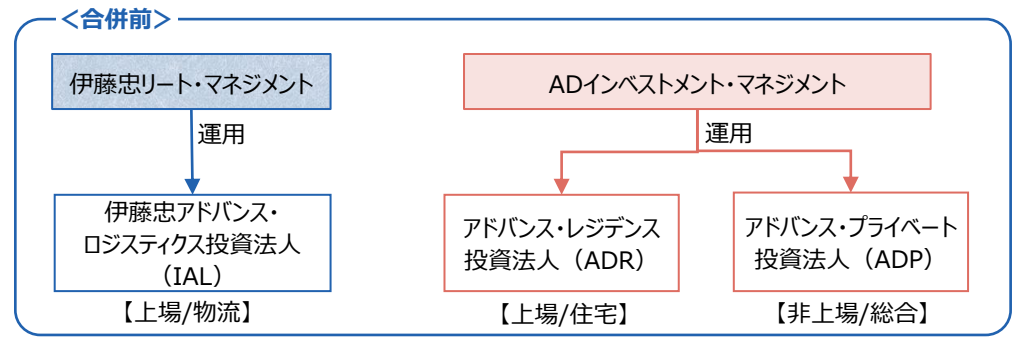 ＜合併前＞
伊藤忠リート・マネジメント
ADインベストメント・マネジメント
運用
運用
伊藤忠アドバンス・
ロジスティクス投資法人
（IAL）
アドバンス・レジデンス
投資法人（ADR）
アドバンス・プライベート
投資法人（ADP）
【上場/物流】
【上場/住宅】
【非上場/総合】